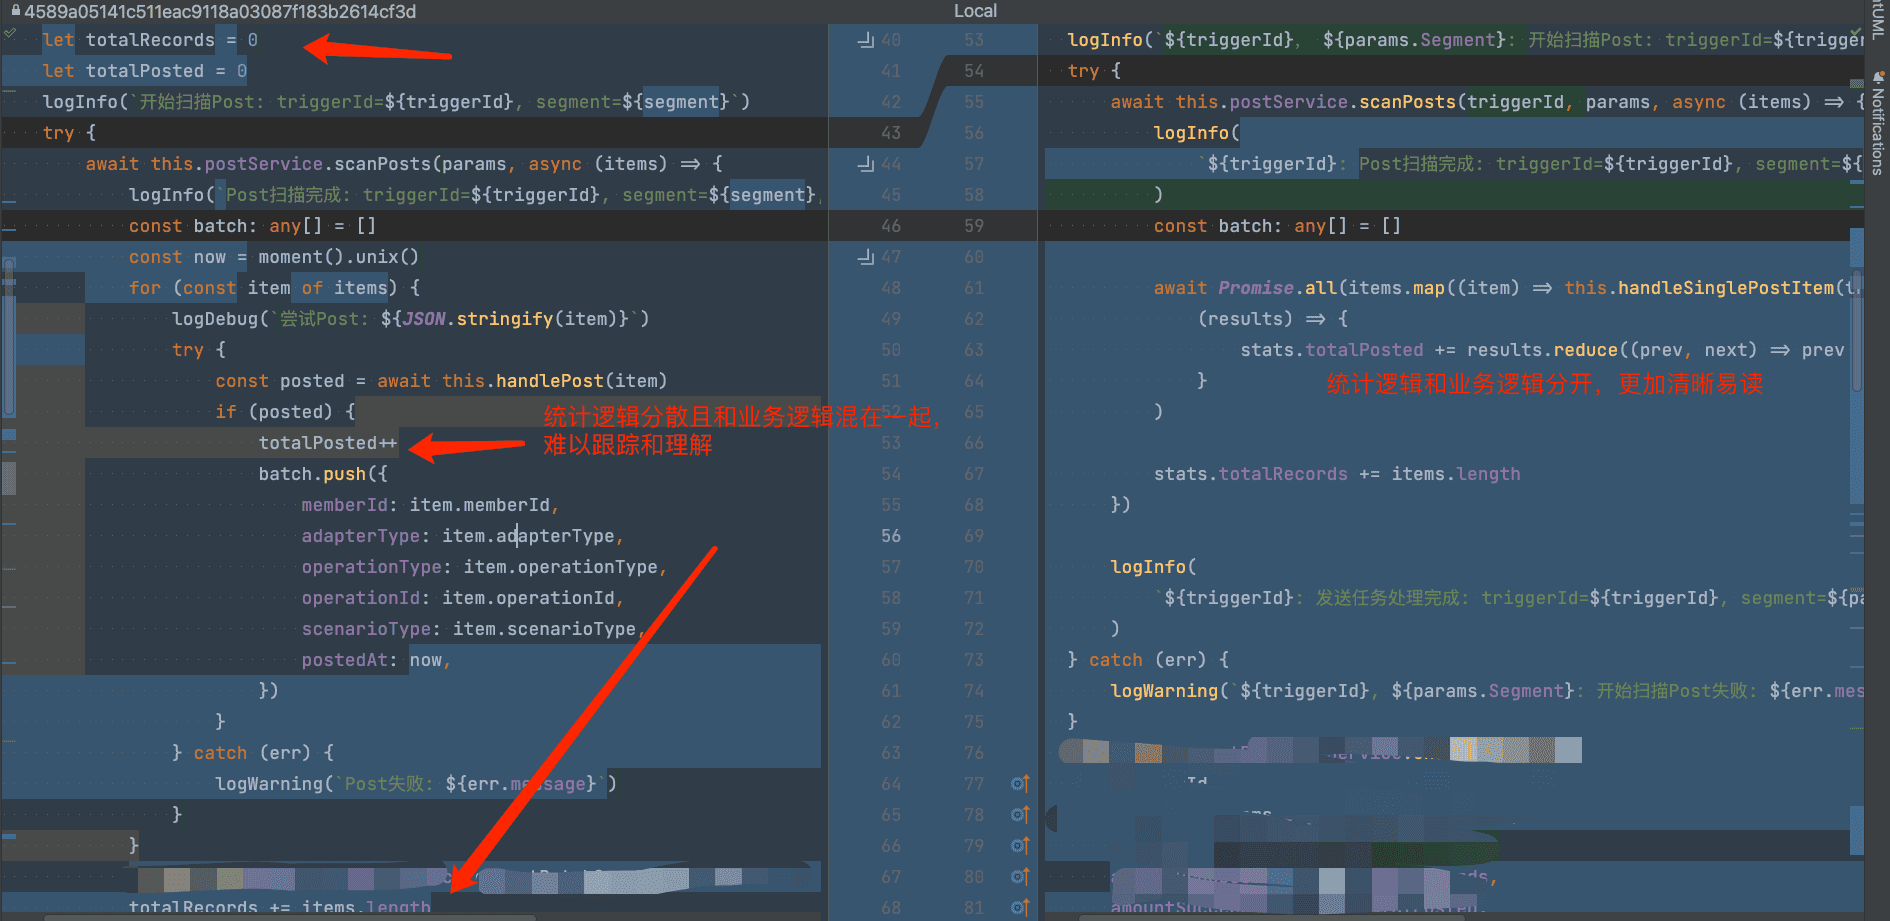 4589a05141c511eac9118a03087f183b2614cf3d
Local
let totalRecords = 0
let totalPosted = 0
logInfo(`开始扫描Post: triggerId=${triggerId}, segment=${segment}`)
try {
await this.postService.scanPosts(params, async (items) => {
logInfo(`Post扫描完成: triggerId=${triggerId}, segment=${segment},
const batch: any[] = []
const now = moment().unix()
for (const item of items) {
logDebug(`尝试Post: ${JSON.stringify(item)}`)
try {
const posted = await this.handlePost(item)
if (posted) {
统计逻辑分散且和业务逻辑混在一起,
难以跟踪和理解
totalPosted++
batch.push({
memberId: item.memberId,
adapterType: item.adapterType,
operationType: item.operationType,
operationId: item.operationId,
scenarioType: item.scenarioType,
postedAt: now,
})
}
} catch (err) {
logWarning(`Post失败: ${err.message}`)
}
}
totalRecords += items.length
40 53
41 54
42 55
43 56
44 57
45 58
46 59
47 60
48 61
49 62
50 63
51 64
52 65
53 66
54 67
55 68
56 69
57 70
58 71
59 72
60 73
61 74
62 75
63 76
64 77
65 78
66 79
67 80
68 81
logInfo(`${triggerId}, ${params.Segment}: 开始扫描Post: triggerId=${trigger
try {
await this.postService.scanPosts(triggerId, params, async (items) => {
logInfo(
`${triggerId}: Post扫描完成: triggerId=${triggerId}, segment=${
)
const batch: any[] = []
await Promise.all(items.map((item) => this.handleSinglePostItem(t
(results) => {
stats.totalPosted += results.reduce((prev, next) => prev
}
统计逻辑和业务逻辑分开, 更加清晰易读
)
stats.totalRecords += items.length
})
logInfo(
`${triggerId}: 发送任务处理完成: triggerId=${triggerId}, segment=${pa
)
} catch (err) {
logWarning(`${triggerId}, ${params.Segment}: 开始扫描Post失败: ${err.mes
}
ntUML
Notifications